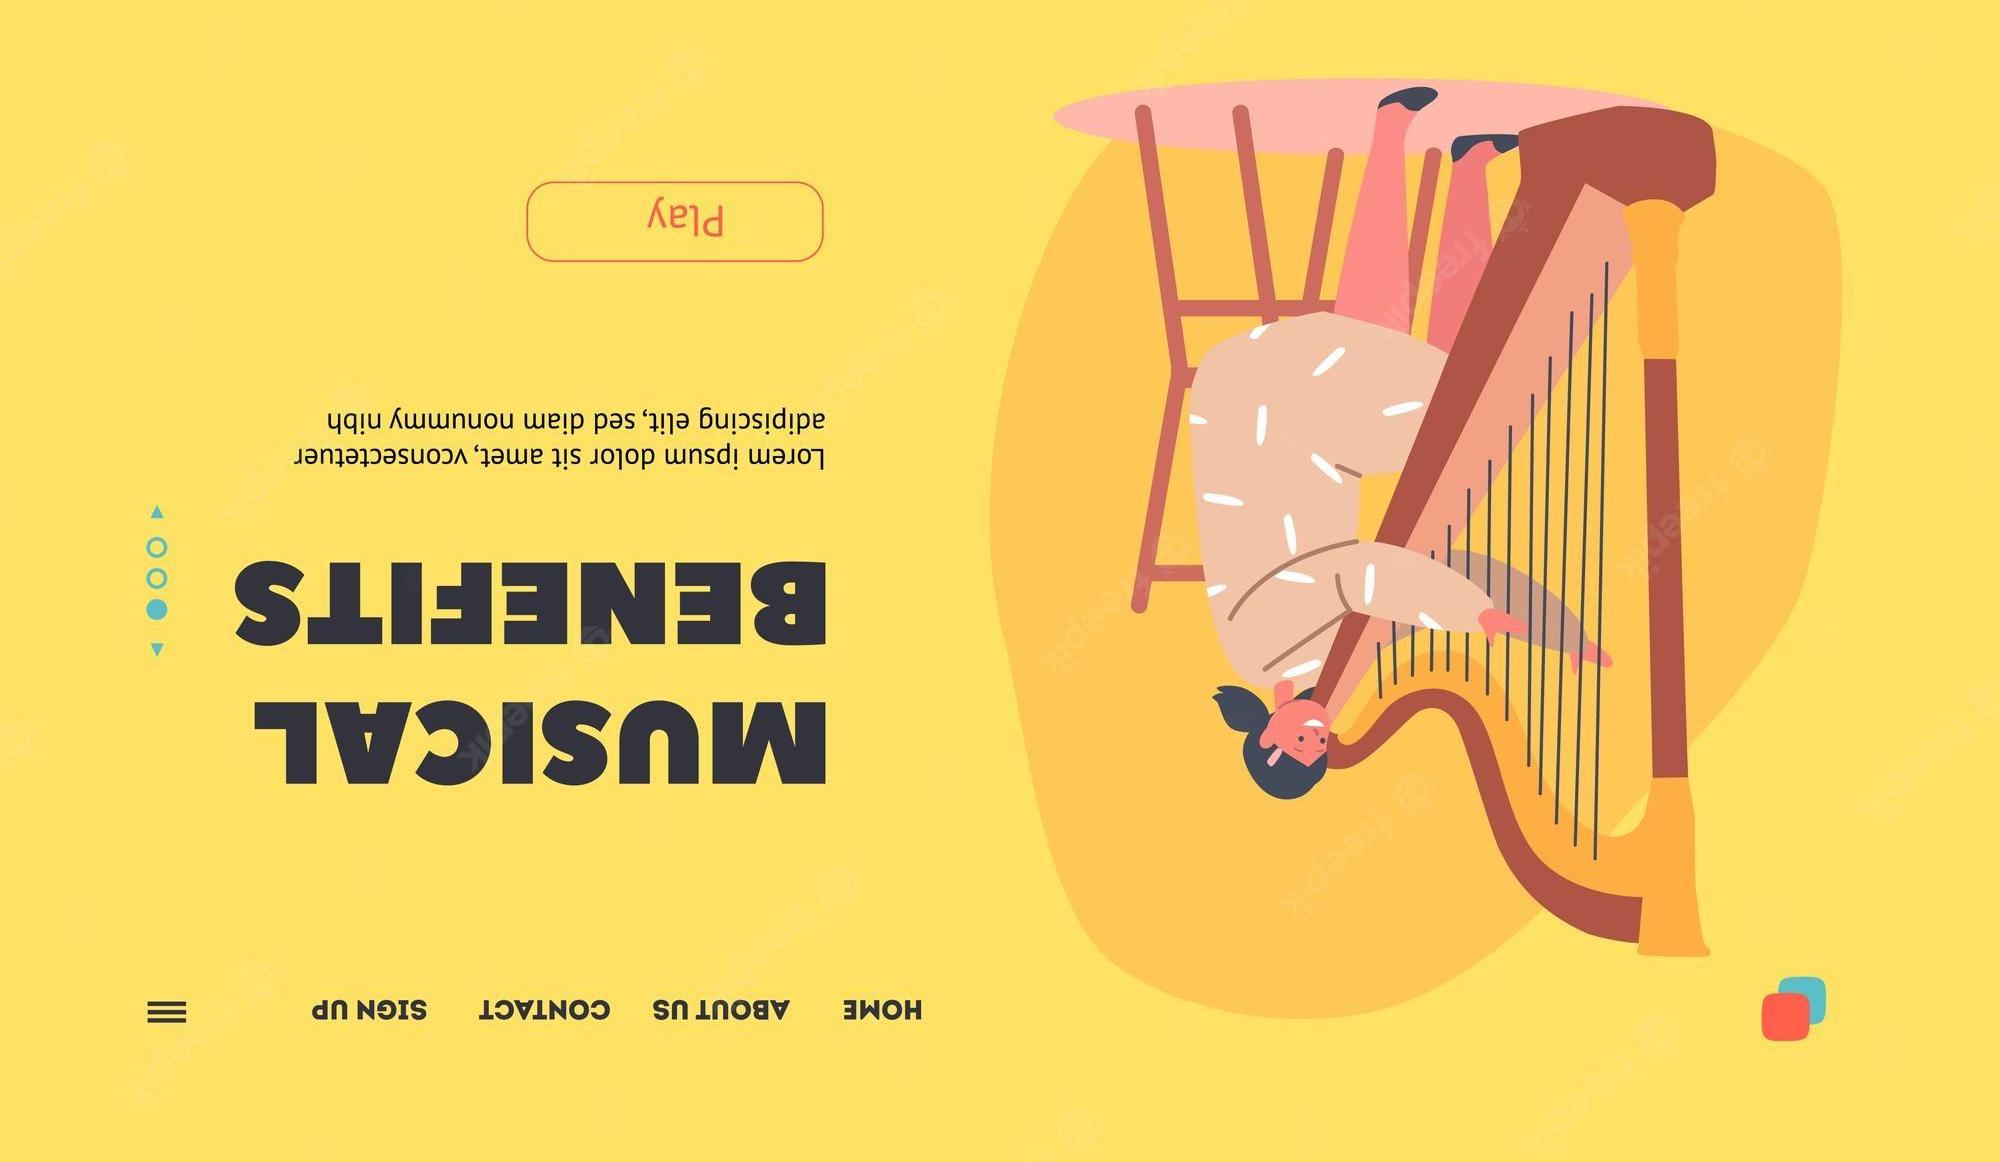 HOME ABOUT US CONTACT SIGN UP
MUSICAL
BENEFITS
Lorem ipsum dolor sit amet, vconsectetuer
adipiscing elit, sed diam nonummy nibh
Play
freepik